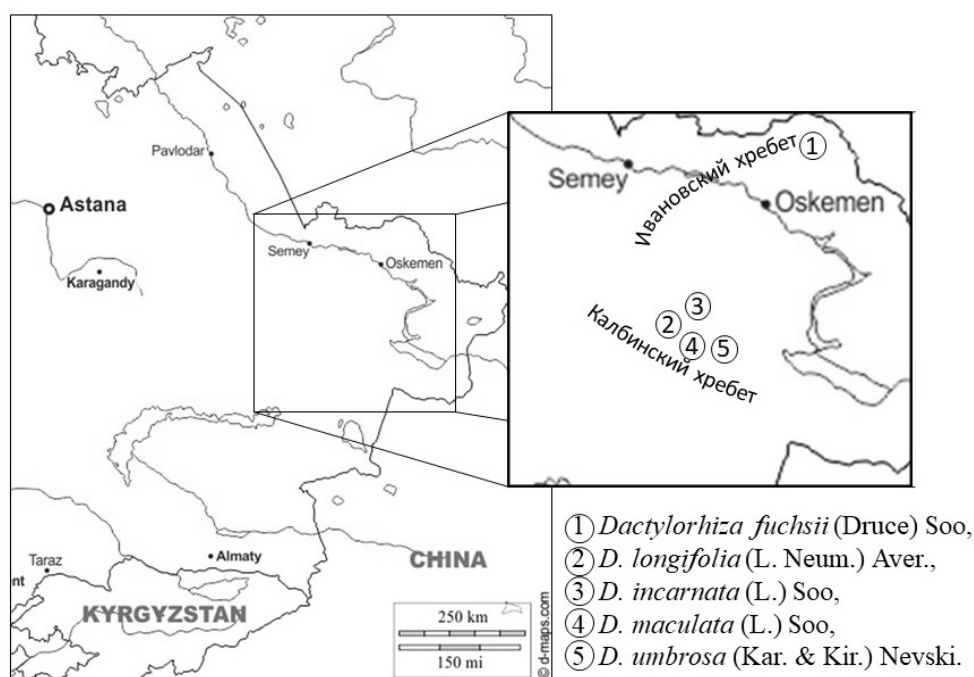 Pavlodar
Astana
Karagandy
Semey
Oskemen
Taraz
Almaty
CHINA
KYRGYZSTAN
250 km
150 mi
© d-maps.com
Semey
Ивановский хребет
1
Oskemen
3
2
4
5
Калбинский хребет
1 Dactylorhiza fuchsii (Druce) Soo,
2 D. longifolia (L. Neum.) Aver.,
3 D. incarnata (L.) Soo,
4 D. maculata (L.) Soo,
5 D. umbrosa (Kar. & Kir.) Nevski.